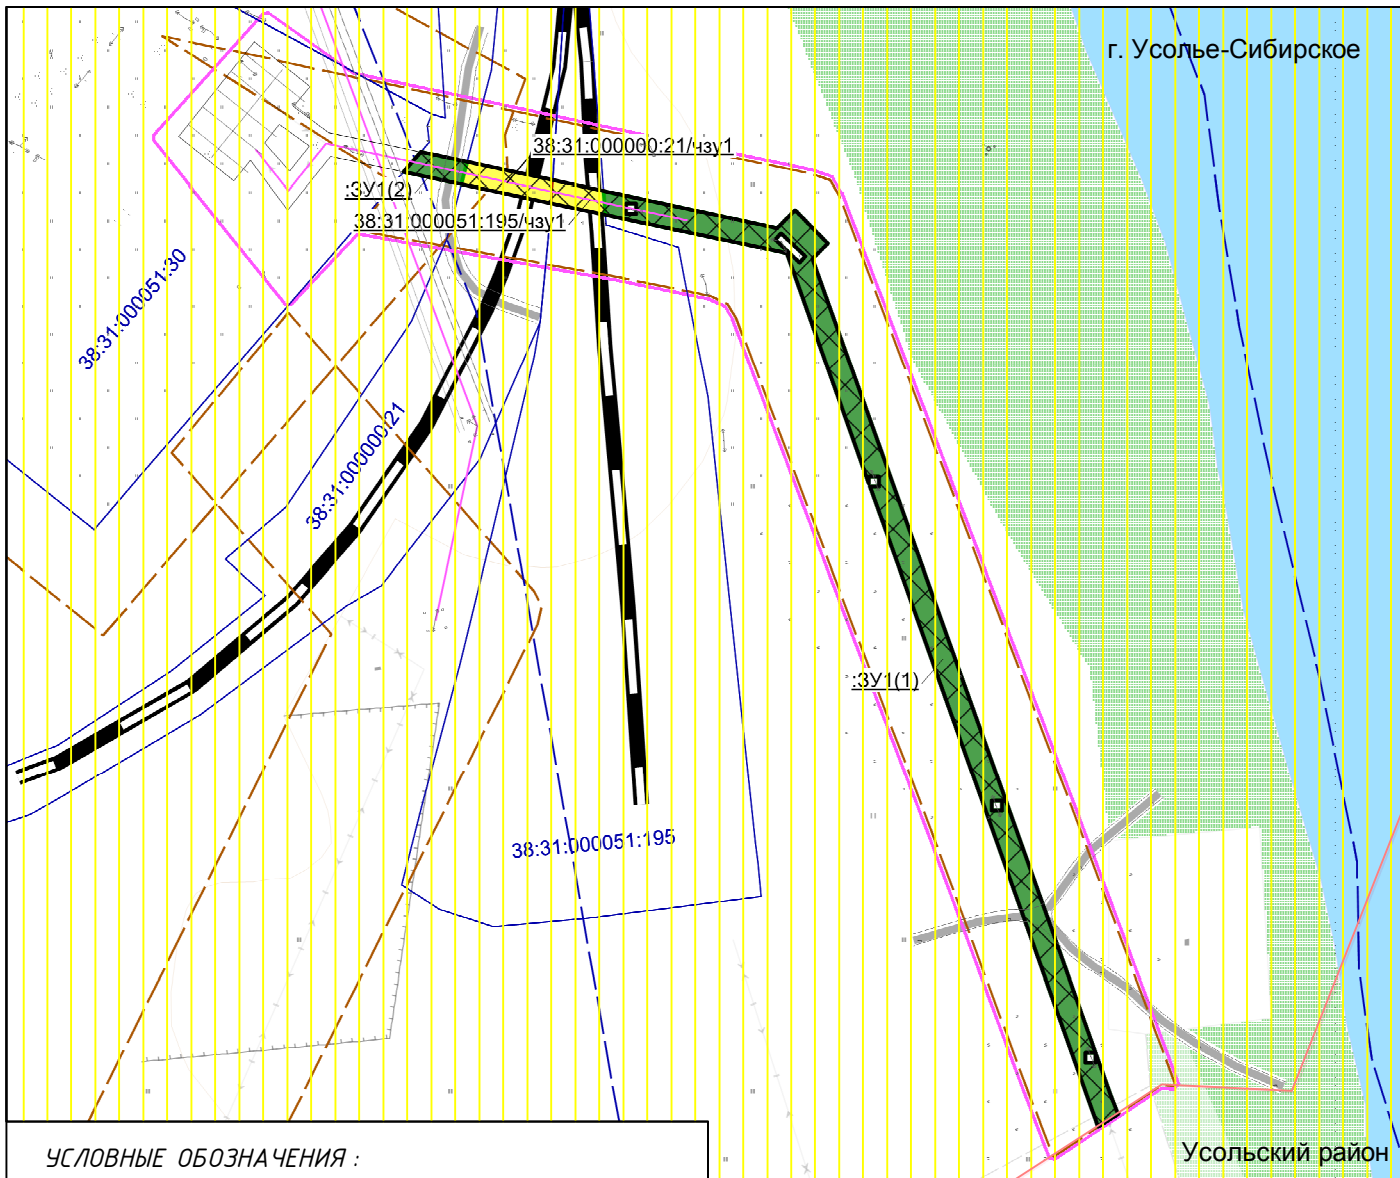 г. Усолье-Сибирское
38:31:000000:21/чзу1
:ЗУ1(2)
38:31:000051:195/чзу1
38:31:000051:30
38:31:000000:21
:ЗУ1(1)
38:31:000051:195
Усольский район
УСЛОВНЫЕ ОБОЗНАЧЕНИЯ :